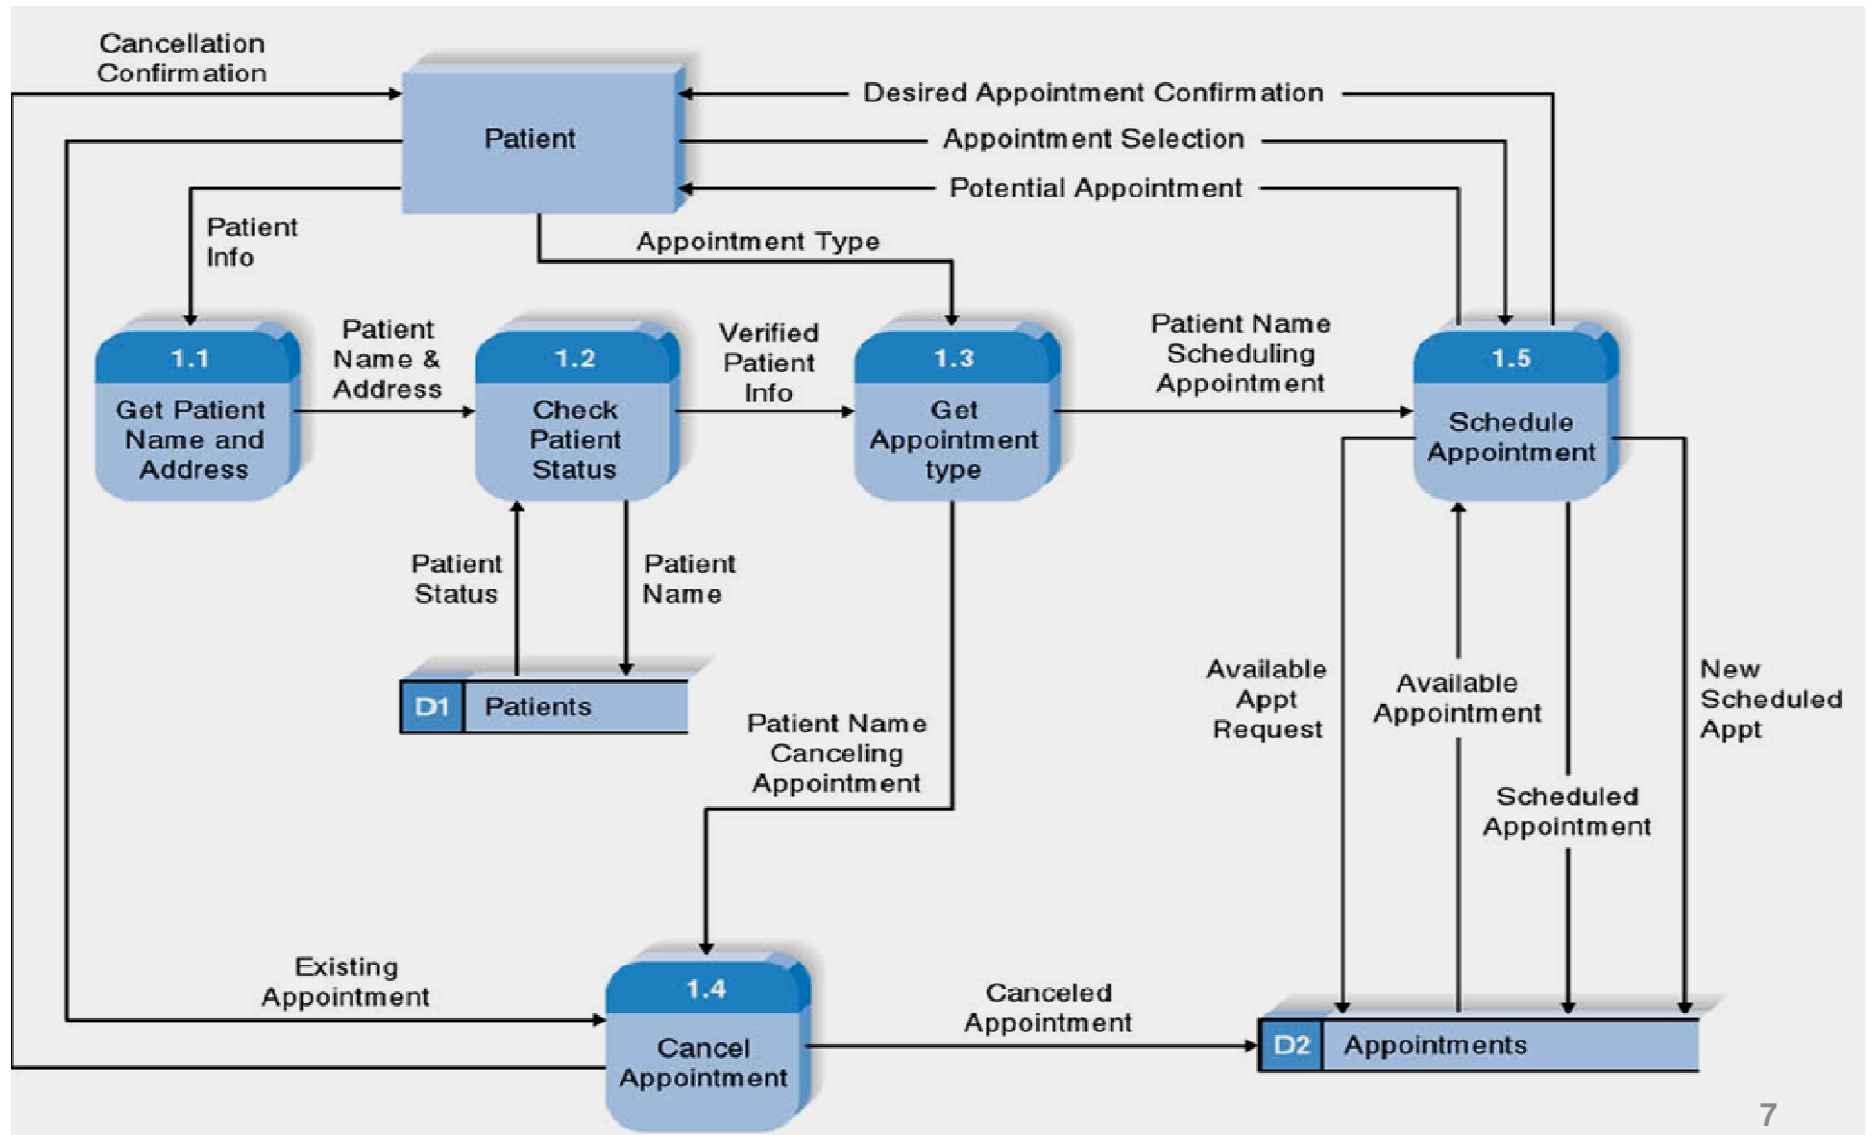 Cancellation
Confirmation
Desired Appointment Confirmation
Patient
Appointment Selection
Potential Appointment
Patient
Info
Appointment Type
Patient
Name &
Address
Verified
Patient
Info
Patient Name
Scheduling
Appointment
1.1
Get Patient
Name and
Address
1.2
Check
Patient
Status
1.3
Get
Appointment
type
1.5
Schedule
Appointment
Patient
Status
Patient
Name
D1 Patients
Patient Name
Canceling
Appointment
Available
Appt
Request
Available
Appointment
Scheduled
Appointment
New
Scheduled
Appt
Existing
Appointment
1.4
Cancel
Appointment
Canceled
Appointment
D2 Appointments
7